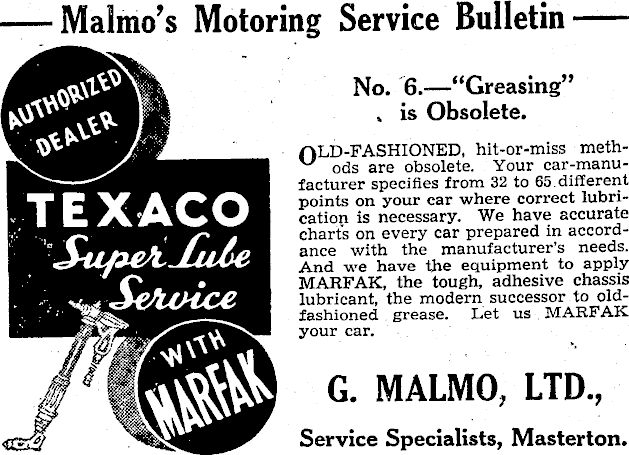 Malmo's Motoring Service Bulletin
AUTHORIZED
DEALER
TEXACO
Super Lube
Service
WITH
MARFAK
No. 6.—"Greasing"
is Obsolete.
OLD-FASHIONED, hit-or-miss meth-
ods are obsolete. Your car-manu-
facturer specifies from 32 to 65 different
points on your car where correct lubri-
cation is necessary. We have accurate
charts on every car prepared in accord-
ance with the manufacturer's needs.
And we have the equipment to apply
MARFAK, the tough, adhesive chassis
lubricant, the modern successor to old-
fashioned grease. Let us MARFAK
your car.
G. MALMO, LTD.,
Service Specialists, Masterton.